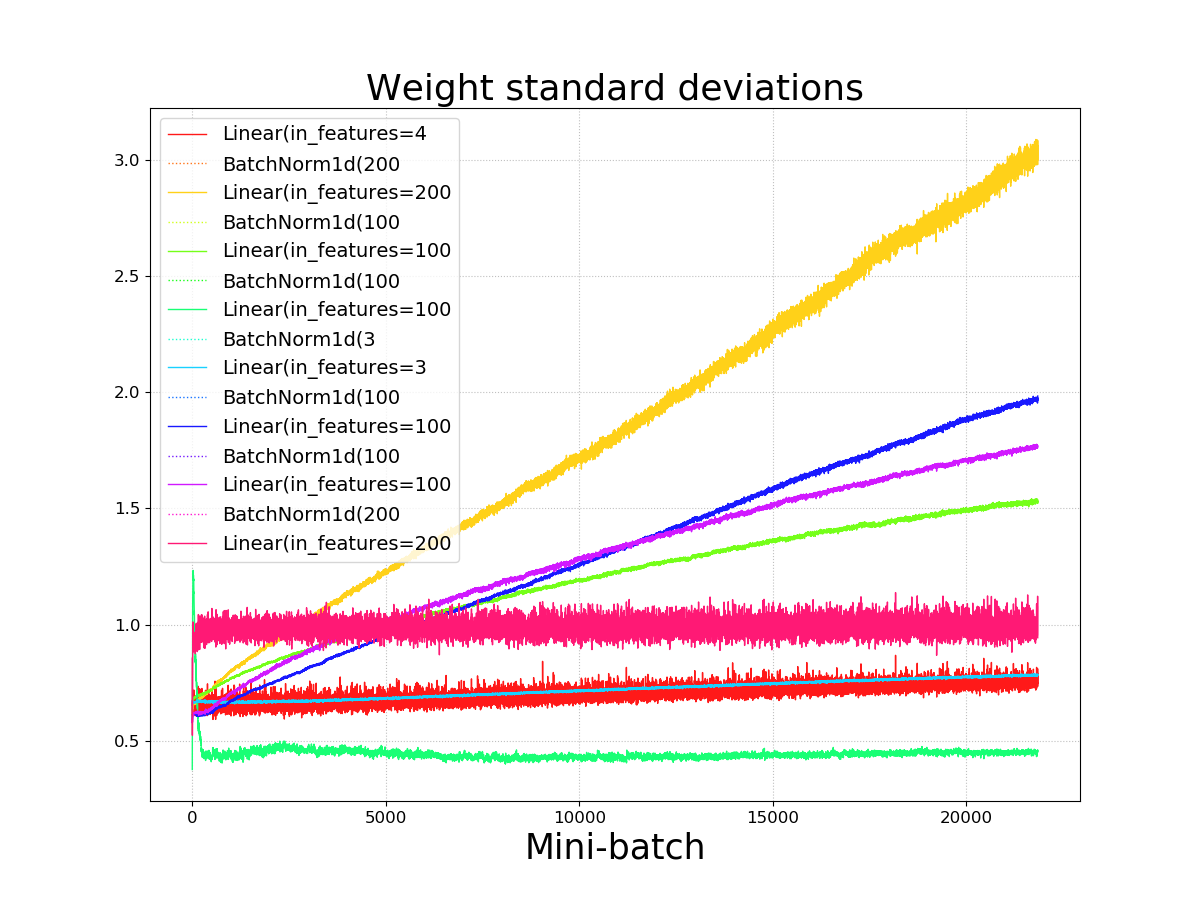 Weight standard deviations
Linear(in_features=4
BatchNorm1d(200
Linear(in_features=200
BatchNorm1d(100
Linear(in_features=100
BatchNorm1d(100
Linear(in_features=100
BatchNorm1d(3
Linear(in_features=3
BatchNorm1d(100
Linear(in_features=100
BatchNorm1d(100
Linear(in_features=100
BatchNorm1d(200
Linear(in_features=200
3.0
2.5
2.0
1.5
1.0
0.5
0 5000 10000 15000 20000
Mini-batch